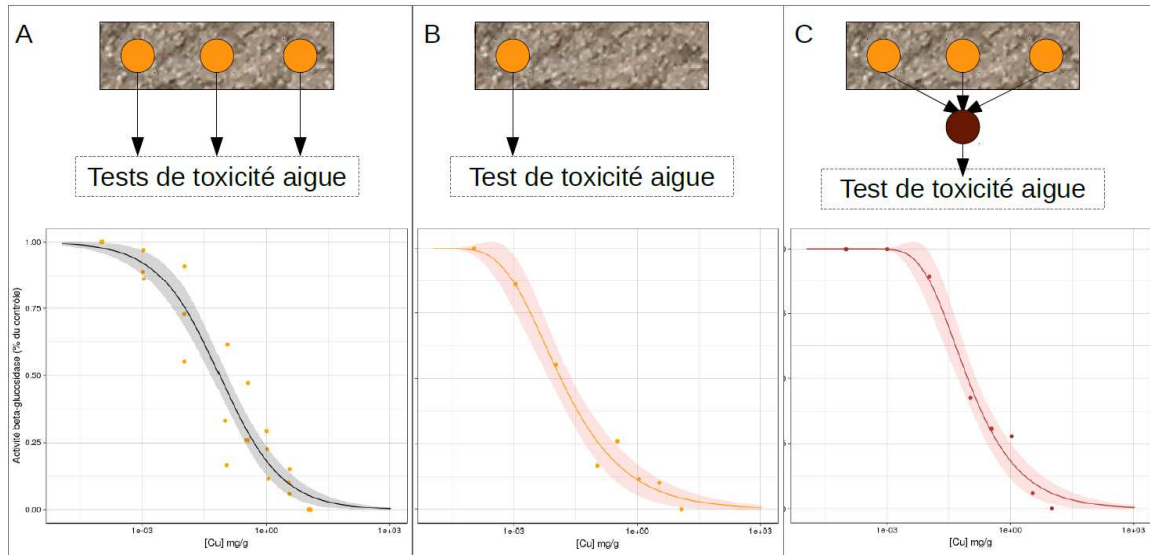 A
Tests de toxicité aigue
B
Test de toxicité aigue
C
Test de toxicité aigue
Activité beta-glucosidase (% du contrôle)
1.00
0.75
0.50
0.25
0.00
1e-03
1e+00
1e+03
[Cu] mg/g
1e-03
1e+00
1e+03
[Cu] mg/g
1e-03
1e+00
1e+03
[Cu] mg/g